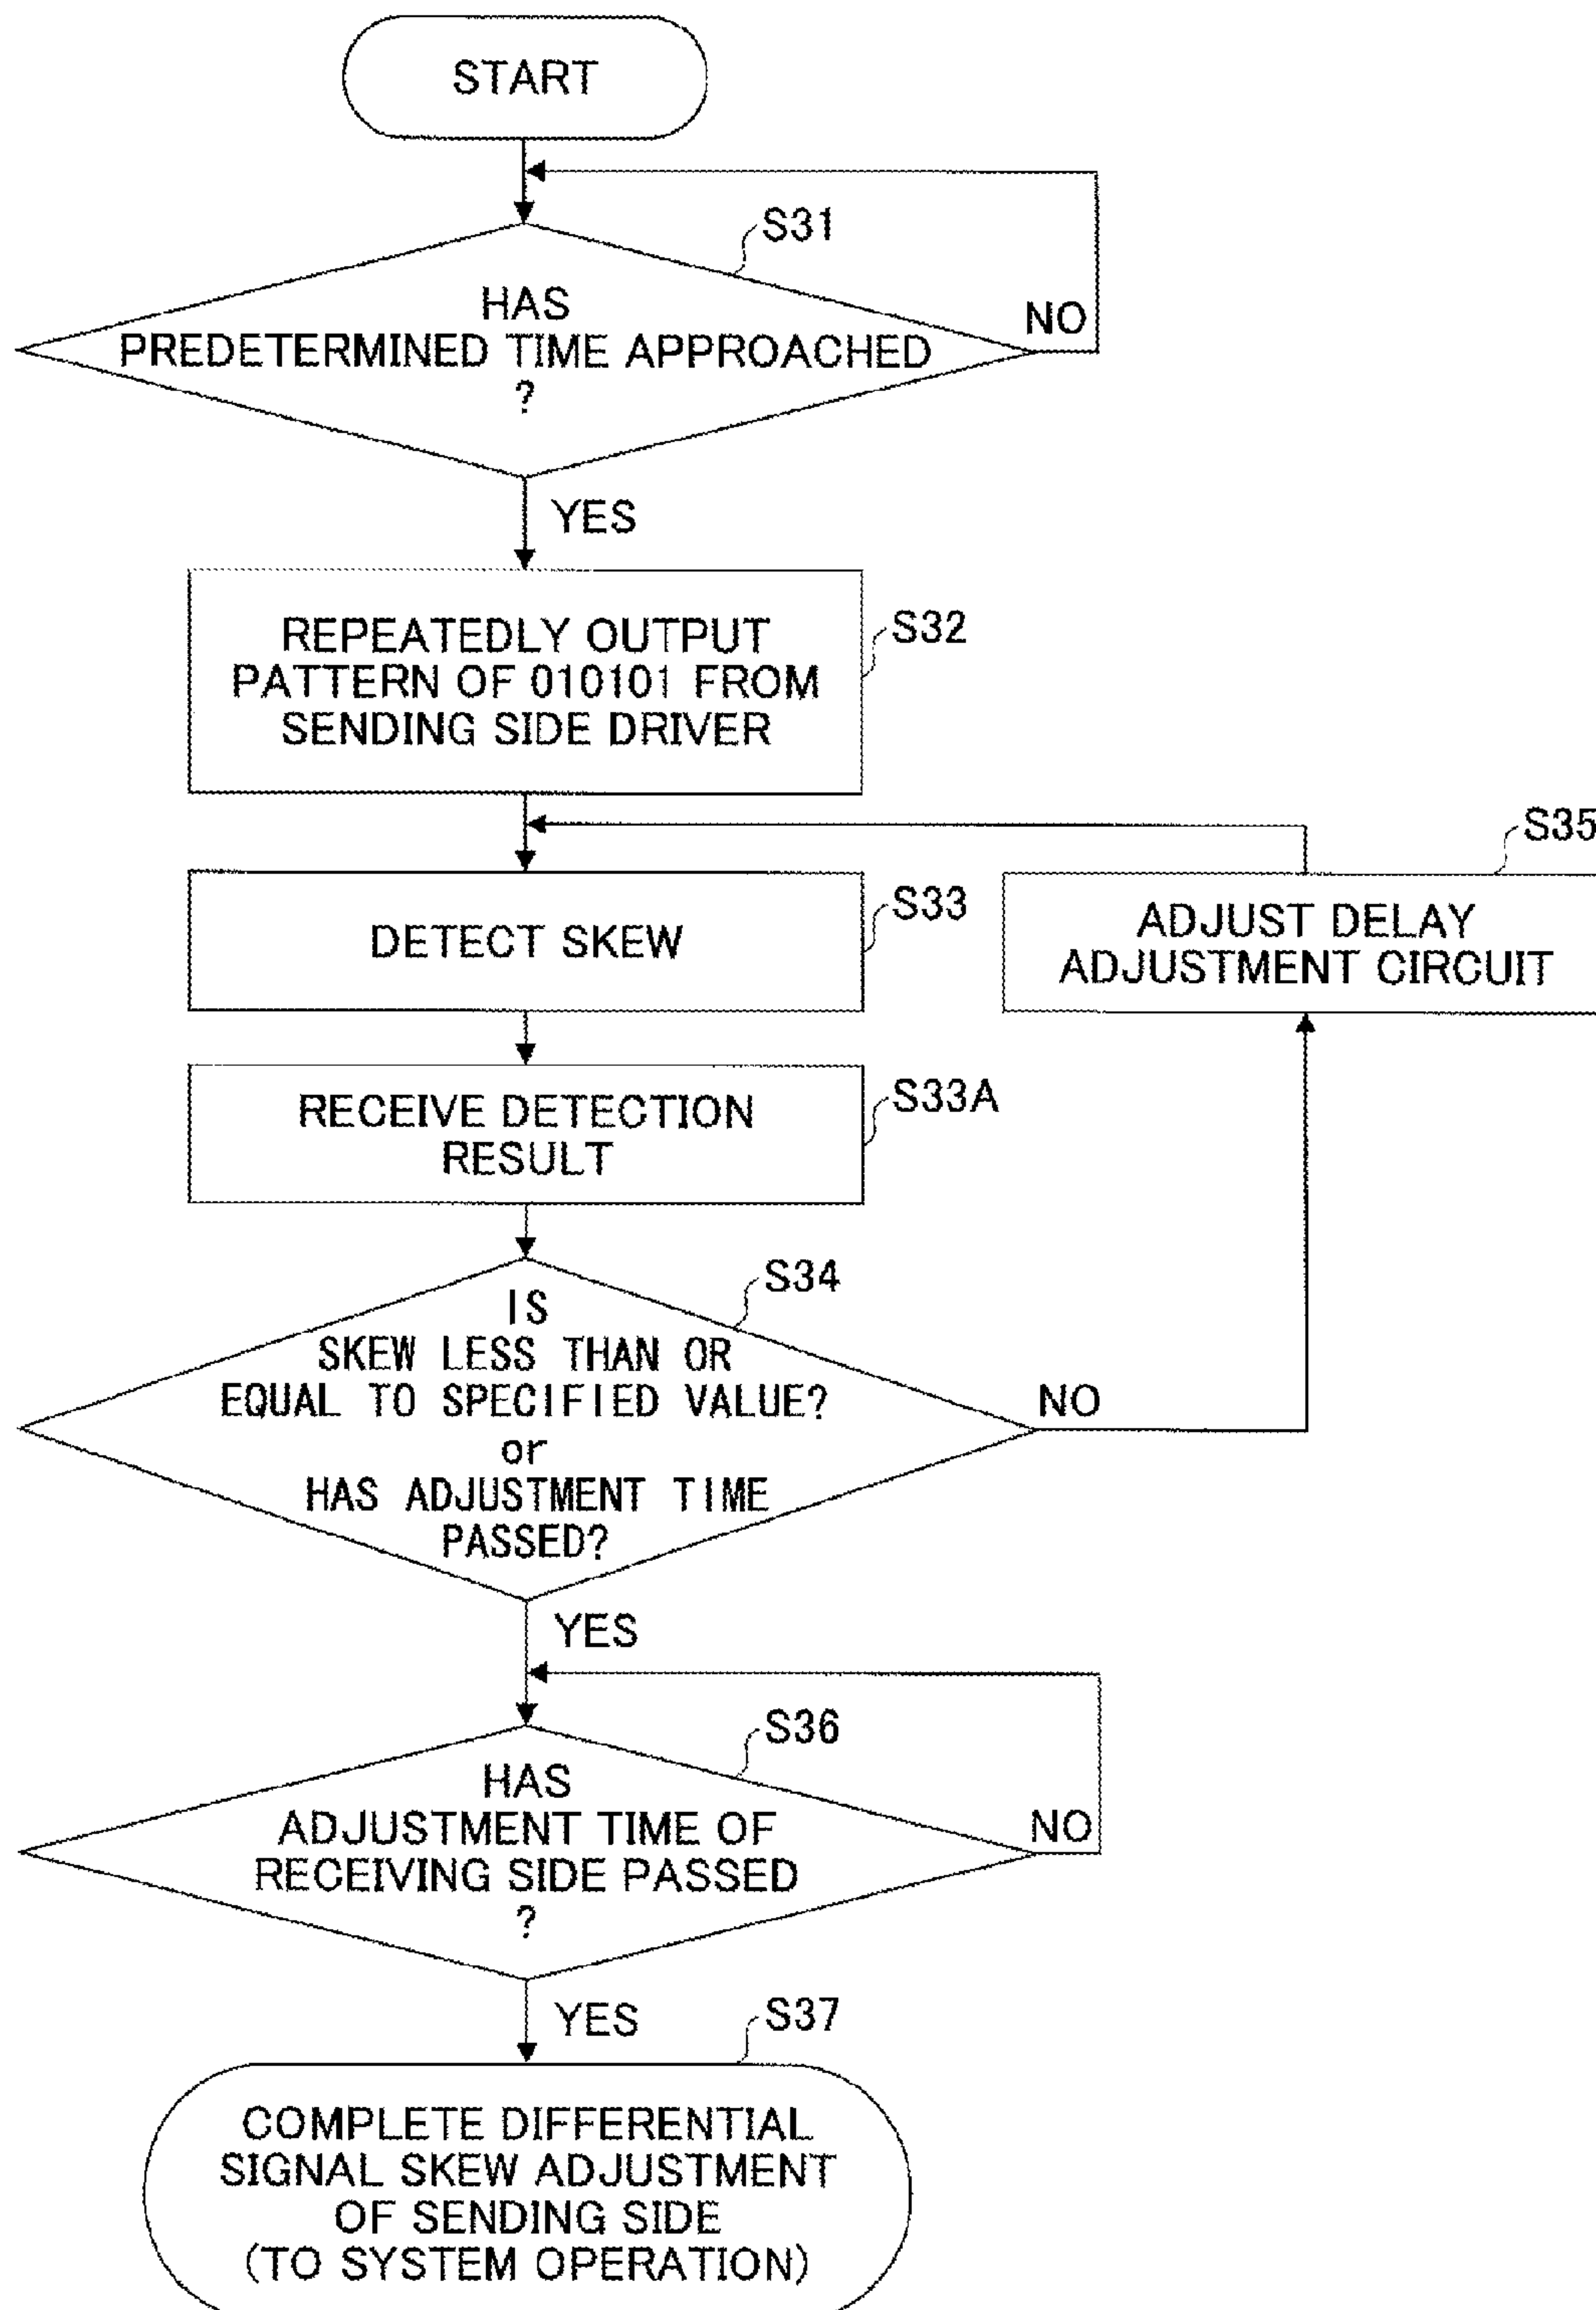 START
S31
HAS
PREDETERMINED TIME APPROACHED
?
NO
YES
REPEATEDLY OUTPUT
PATTERN OF 010101 FROM
SENDING SIDE DRIVER
S32
S35
DETECT SKEW
S33
ADJUST DELAY
ADJUSTMENT CIRCUIT
RECEIVE DETECTION
RESULT
S33A
S34
IS
SKEW LESS THAN OR
EQUAL TO SPECIFIED VALUE?
or
HAS ADJUSTMENT TIME
PASSED?
NO
YES
S36
HAS
ADJUSTMENT TIME OF
RECEIVING SIDE PASSED
?
NO
YES
S37
COMPLETE DIFFERENTIAL
SIGNAL SKEW ADJUSTMENT
OF SENDING SIDE
(TO SYSTEM OPERATION)